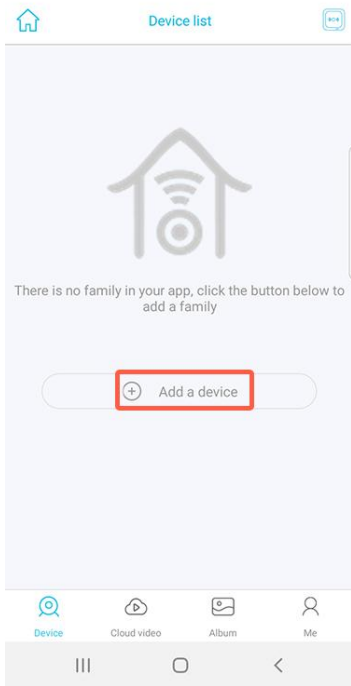 Device list
There is no family in your app, click the button below to
add a family
Add a device
Device
Cloud video
Album
Me